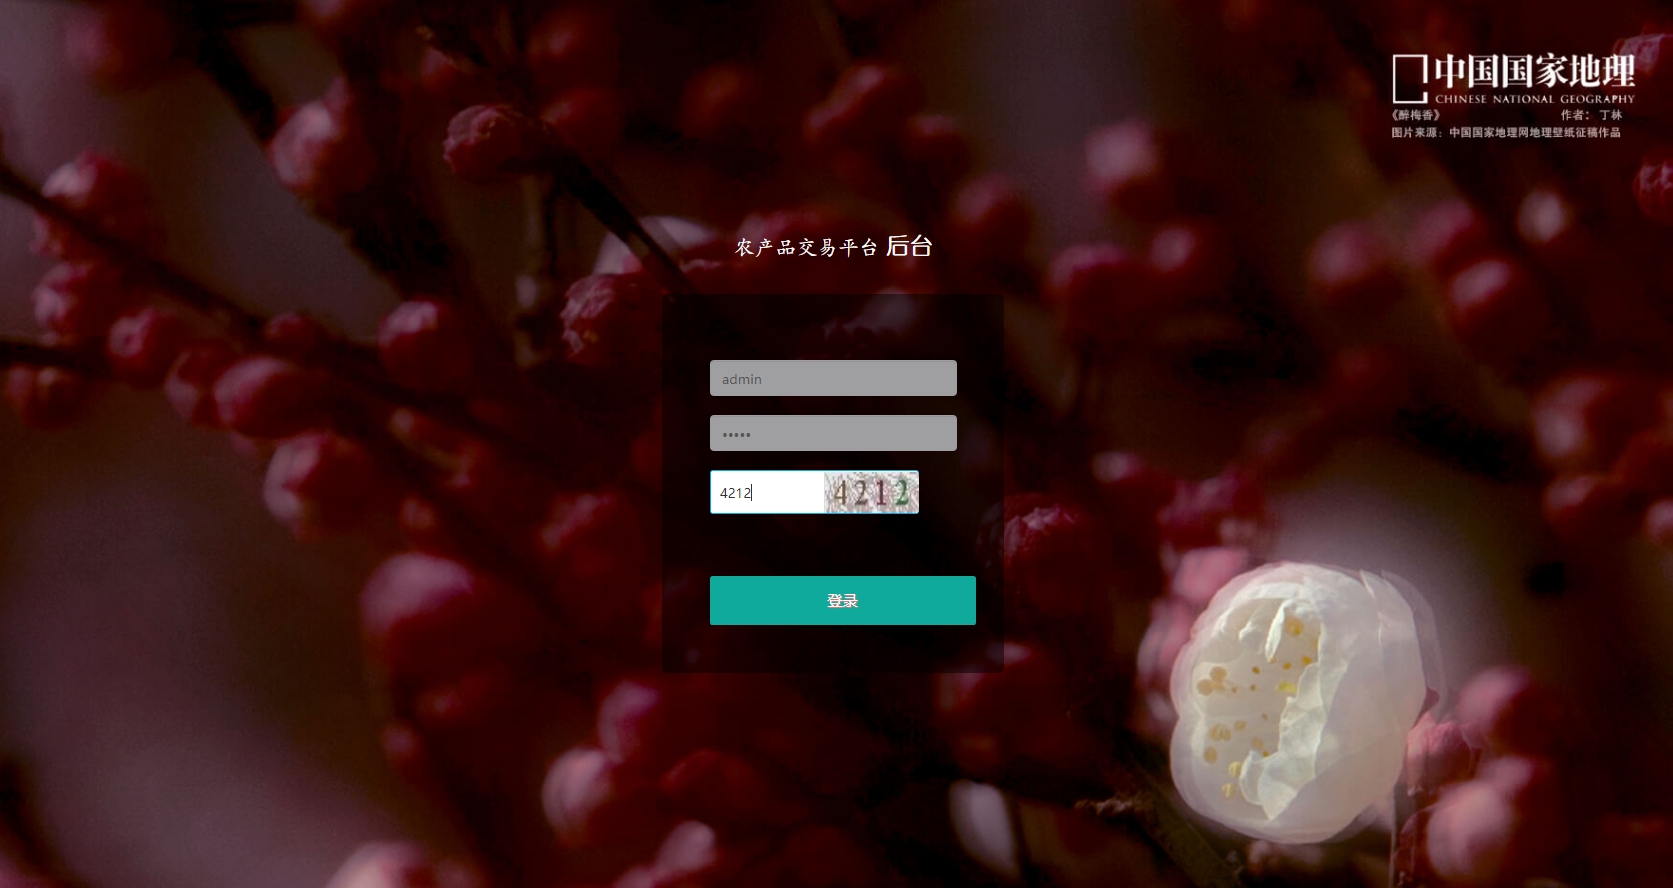 中国国家地理
CHINESE NATIONAL GEOGRAPHY
《醉梅香》 作者： 丁林
图片来源：中国国家地理网地理壁纸征稿作品
农产品交易平台 后台
admin
•••••
4212 4212
登录